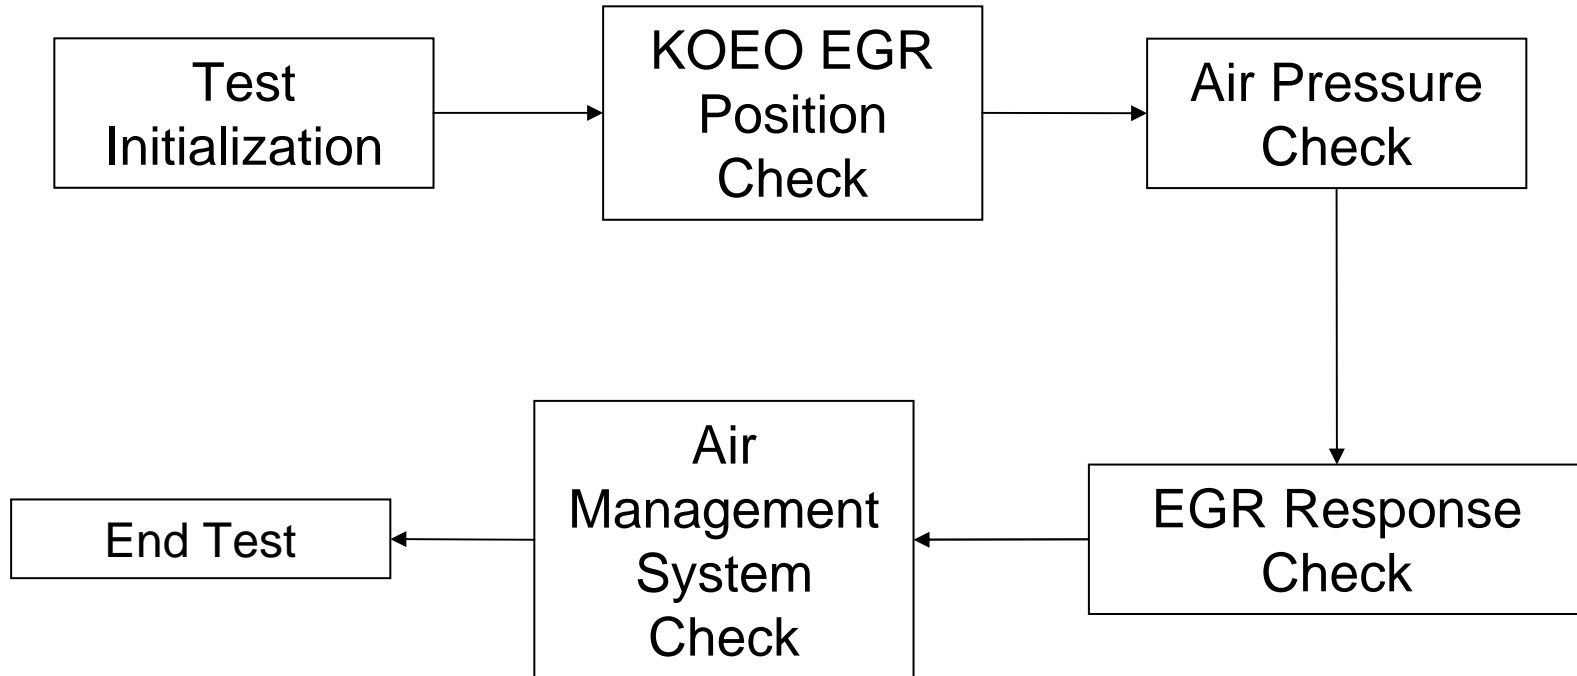 Test
Initialization
KOEO EGR
Position
Check
Air Pressure
Check
EGR Response
Check
Air
Management
System
Check
End Test